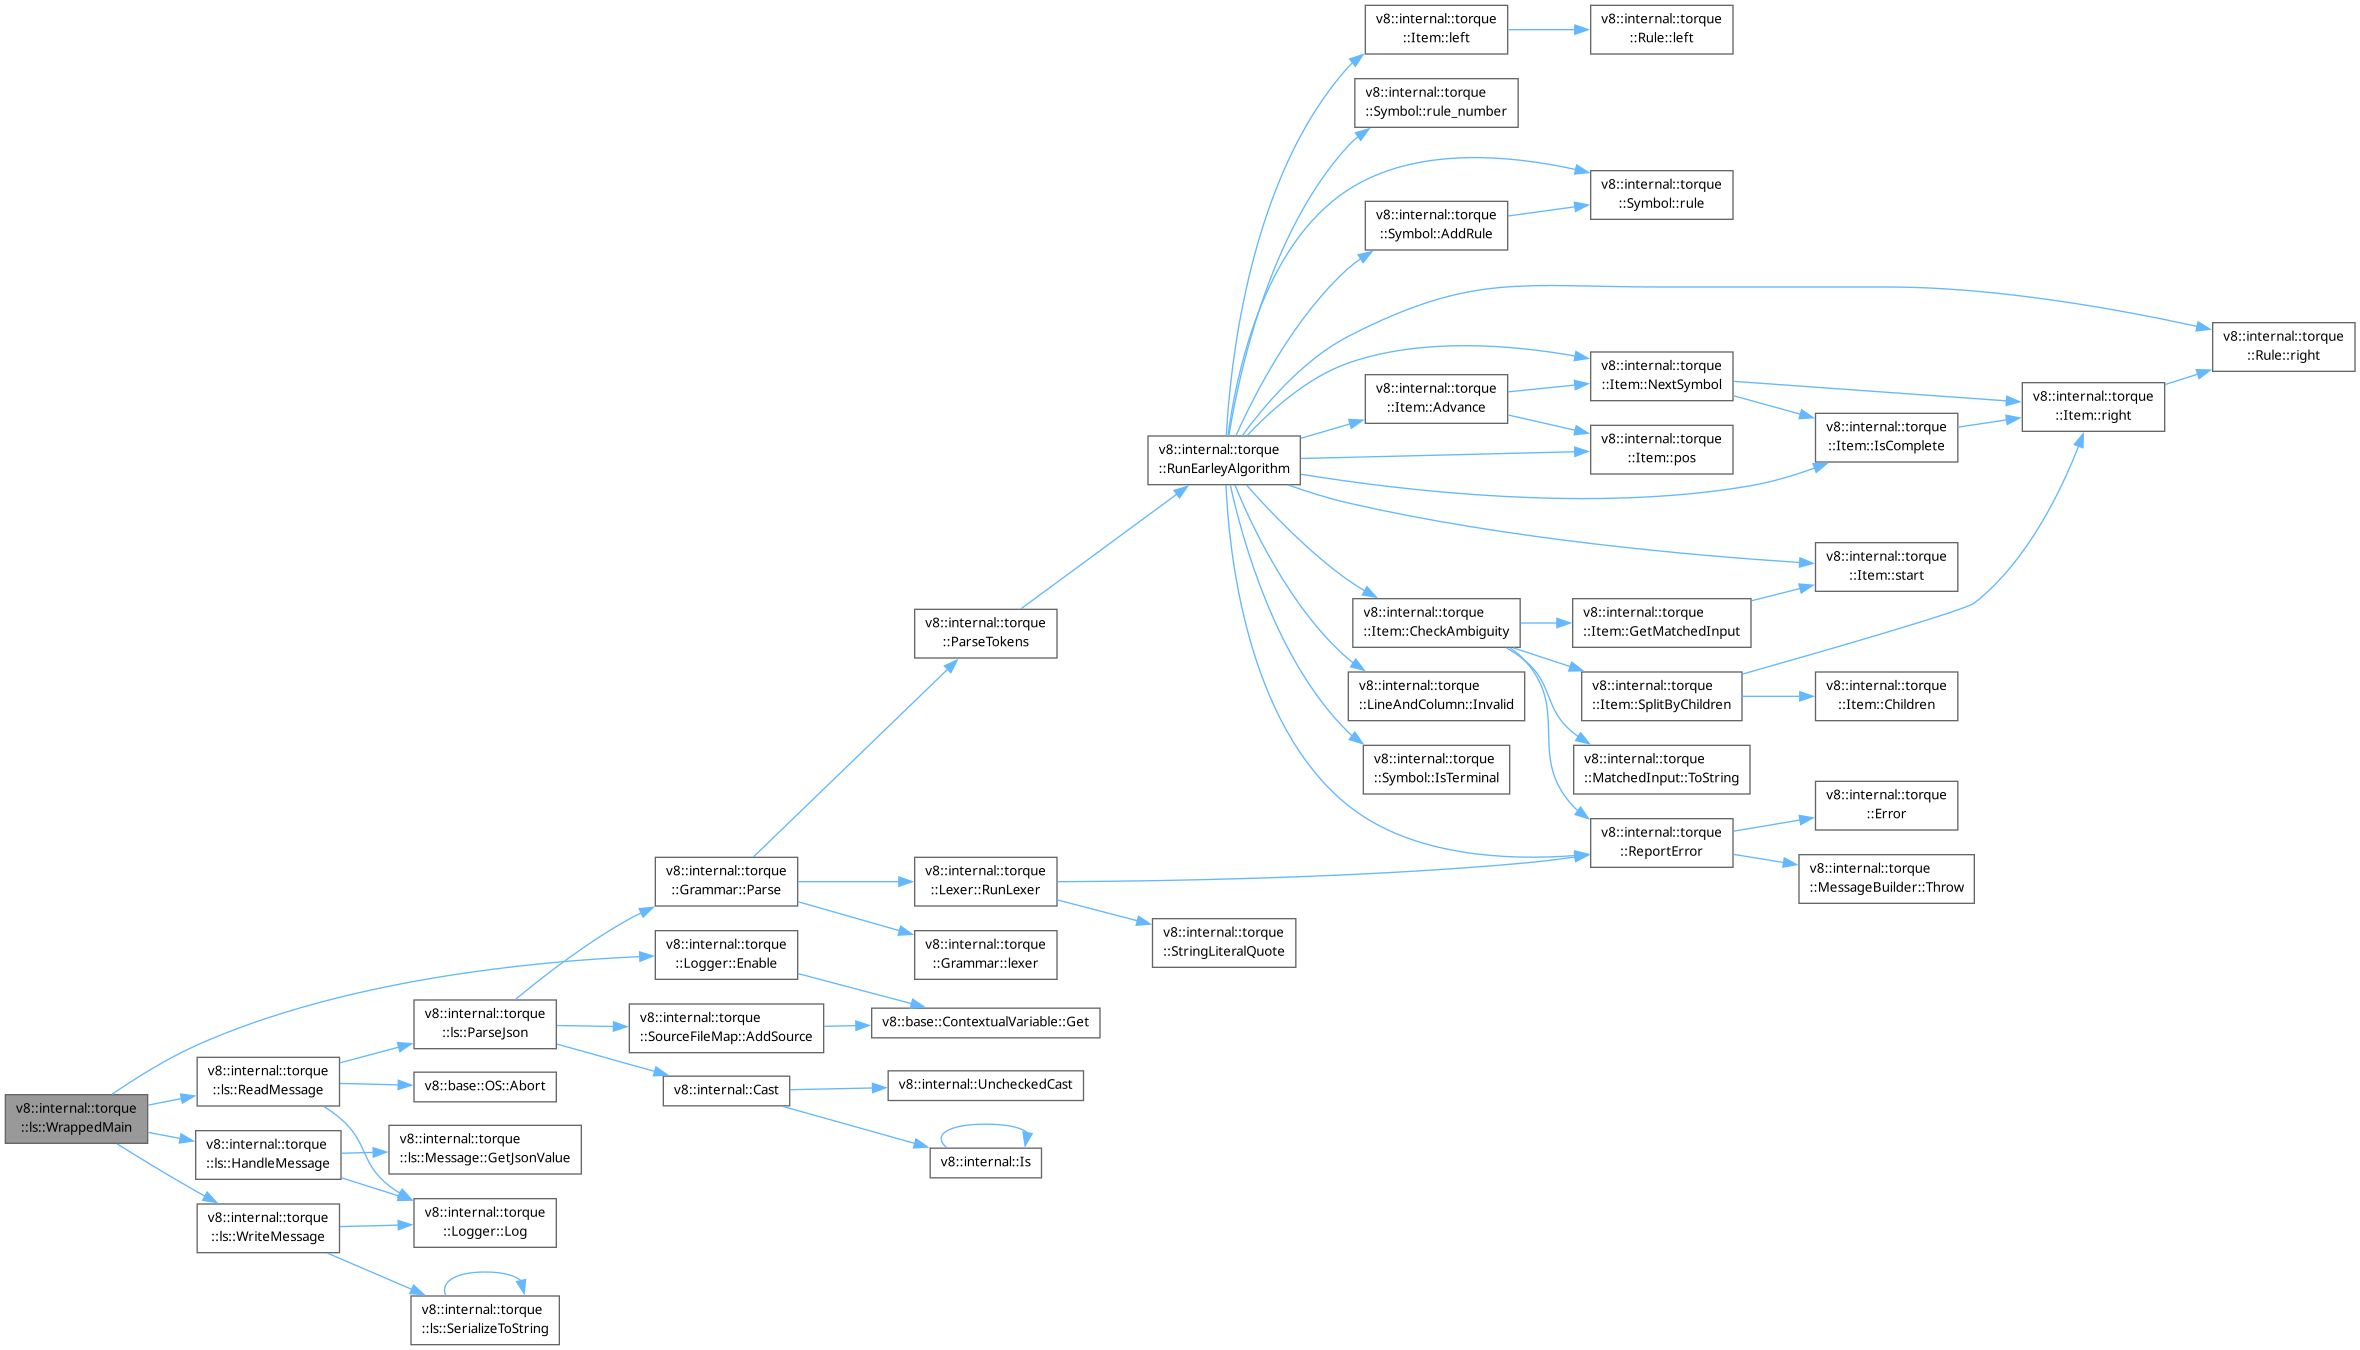 v8::internal::torque
::Item::left
v8::internal::torque
::Rule::left
v8::internal::torque
::Symbol::rule_number
v8::internal::torque
::Symbol::rule
v8::internal::torque
::Symbol::AddRule
v8::internal::torque
::Rule::right
v8::internal::torque
::Item::NextSymbol
v8::internal::torque
::Item::Advance
v8::internal::torque
::Item::right
v8::internal::torque
::Item::IsComplete
v8::internal::torque
::Item::pos
v8::internal::torque
::RunEarleyAlgorithm
v8::internal::torque
::Item::start
v8::internal::torque
::Item::CheckAmbiguity
v8::internal::torque
::Item::GetMatchedInput
v8::internal::torque
::ParseTokens
v8::internal::torque
::LineAndColumn::Invalid
v8::internal::torque
::Item::SplitByChildren
v8::internal::torque
::Item::Children
v8::internal::torque
::Symbol::IsTerminal
v8::internal::torque
::MatchedInput::ToString
v8::internal::torque
::Error
v8::internal::torque
::ReportError
v8::internal::torque
::MessageBuilder::Throw
v8::internal::torque
::Grammar::Parse
v8::internal::torque
::Lexer::RunLexer
v8::internal::torque
::StringLiteralQuote
v8::internal::torque
::Logger::Enable
v8::internal::torque
::Grammar::lexer
v8::internal::torque
::ls::ParseJson
v8::internal::torque
::SourceFileMap::AddSource
v8::base::ContextualVariable::Get
v8::internal::torque
::ls::ReadMessage
v8::base::OS::Abort
v8::internal::Cast
v8::internal::UncheckedCast
v8::internal::torque
::ls::WrappedMain
v8::internal::torque
::ls::HandleMessage
v8::internal::torque
::ls::Message::GetJsonValue
v8::internal::Is
v8::internal::torque
::ls::WriteMessage
v8::internal::torque
::Logger::Log
v8::internal::torque
::ls::SerializeToString